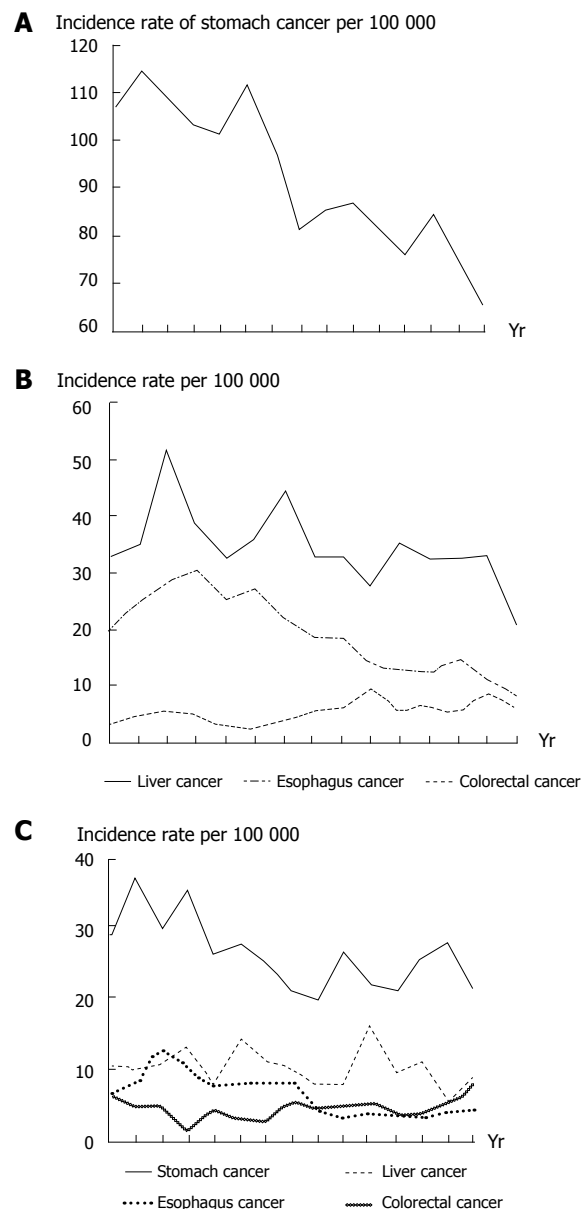 A Incidence rate of stomach cancer per 100 000
120
110
100
90
80
70
60
Yr
B Incidence rate per 100 000
60
50
40
30
20
10
0
Yr
Liver cancer Esophagus cancer Colorectal cancer
C Incidence rate per 100 000
40
30
20
10
0
Yr
Stomach cancer Liver cancer
Esophagus cancer Colorectal cancer